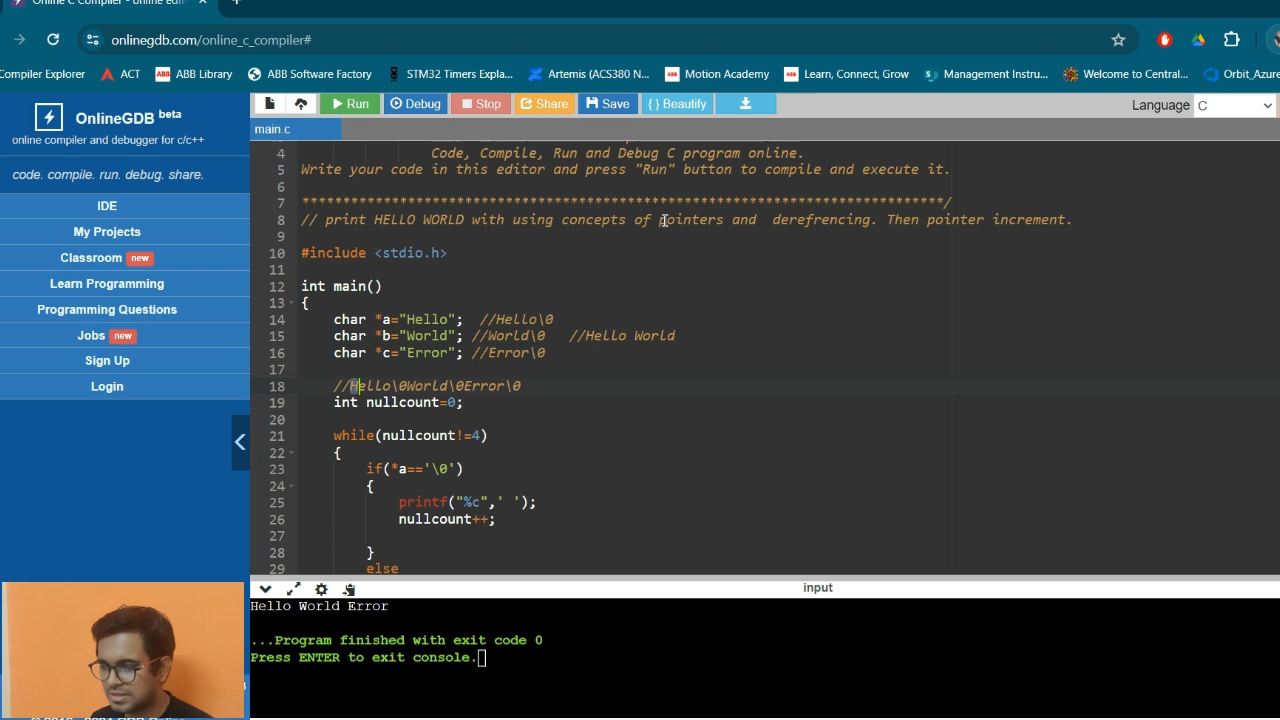 Online C Compiler - online edit
onlinegdb.com/online_c_compiler#
Compiler Explorer ACT ABB ABB Library ABB Software Factory STM32 Timers Expla... Artemis (ACS380 N... ABB Motion Academy ABB Learn, Connect, Grow Management Instru... Welcome to Central... Orbit_Azure
OnlineGDB beta
online compiler and debugger for c/c++
code. compile. run. debug. share.
IDE
My Projects
Classroom new
Learn Programming
Programming Questions
Jobs new
Sign Up
Login
Run Debug Stop Share Save { } Beautify Language C
main.c
4 Code, Compile, Run and Debug C program online.
5 Write your code in this editor and press "Run" button to compile and execute it.
6
7 *******************************************************************************/
8 // print HELLO WORLD with using concepts of pointers and  derefrencing. Then pointer increment.
9
10 #include <stdio.h>
11
12 int main()
13 {
14 char *a="Hello";  //Hello\0
15 char *b="World"; //World\0   //Hello World
16 char *c="Error"; //Error\0
17
18 //Hello\0World\0Error\0
19 int nullcount=0;
20
21 while(nullcount!=4)
22 {
23 if(*a=='\0')
24 {
25 printf("%c",' ');
26 nullcount++;
27
28 }
29 else
input
Hello World Error
...Program finished with exit code 0
Press ENTER to exit console.